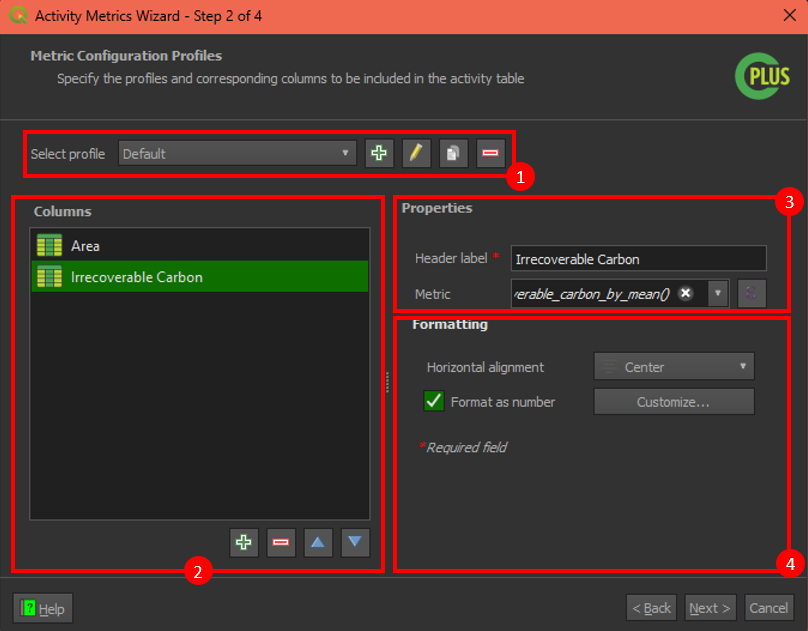 Activity Metrics Wizard - Step 2 of 4
Metric Configuration Profiles
Specify the profiles and corresponding columns to be included in the activity table
CPLUS
Select profile Default
1
Columns
Area
Irrecoverable Carbon
2
Properties
3
Header label * Irrecoverable Carbon
Metric verable_carbon_by_mean()
Formatting
Horizontal alignment Center
Format as number Customize...
*Required field
4
? Help
< Back Next > Cancel